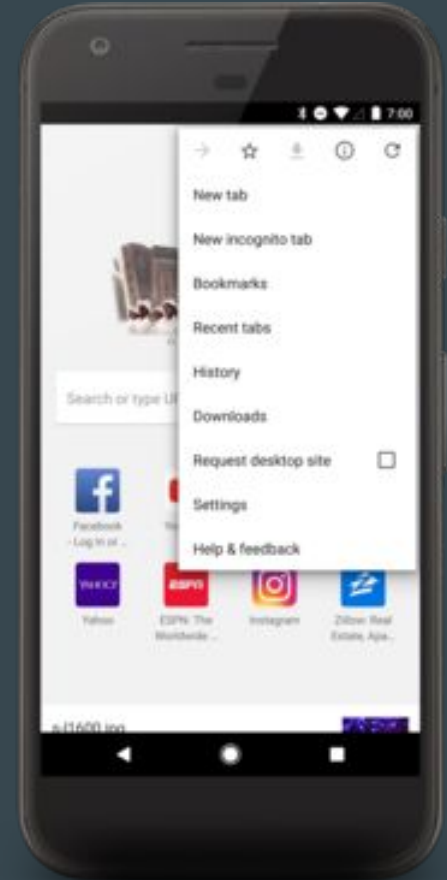 7:00
New tab
New incognito tab
Bookmarks
Recent tabs
History
Search or type
Downloads
Request desktop site
Settings
Help & feedback
Facebook
- Log In or ...
YAHOO!
ESPN
Yahoo
ESPN: The
Worldwide ...
Instagram
Zillow: Real
Estate, Apa...